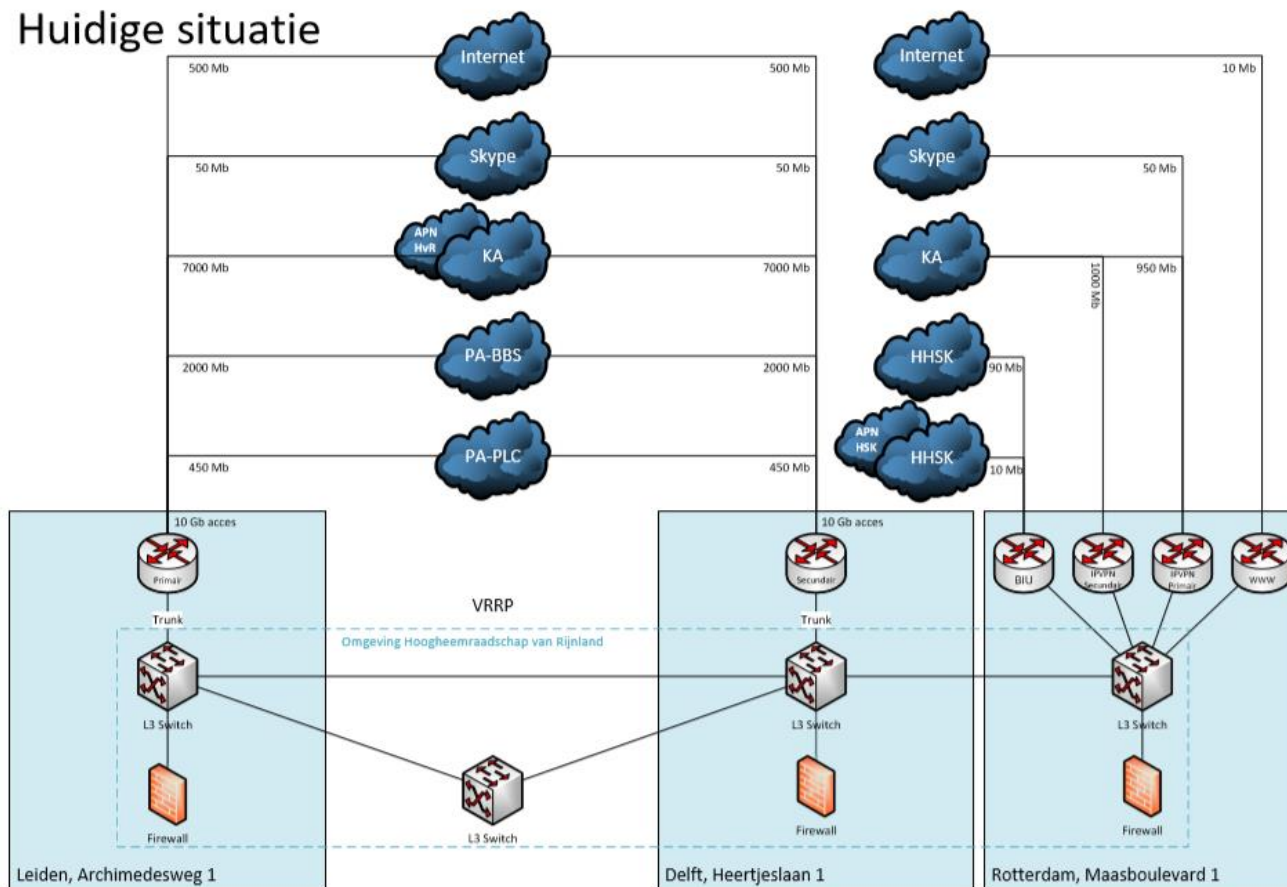 Huidige situatie
Internet
500 Mb
500 Mb
Internet
10 Mb
Skype
50 Mb
50 Mb
Skype
50 Mb
APN
HvR
KA
7000 Mb
7000 Mb
KA
1000 Mb
950 Mb
PA-BBS
2000 Mb
2000 Mb
HHSK
90 Mb
PA-PLC
450 Mb
450 Mb
APN
HSK
HHSK
10 Mb
10 Gb acces
10 Gb acces
Primair
Secundair
BIU
IPVPN
Secundair
IPVPN
Primair
WWW
Trunk
VRRP
Trunk
Omgeving Hoogheemraadschap van Rijnland
L3 Switch
L3 Switch
L3 Switch
Firewall
L3 Switch
Firewall
Firewall
Leiden, Archimedesweg 1
Delft, Heertjeslaan 1
Rotterdam, Maasboulevard 1